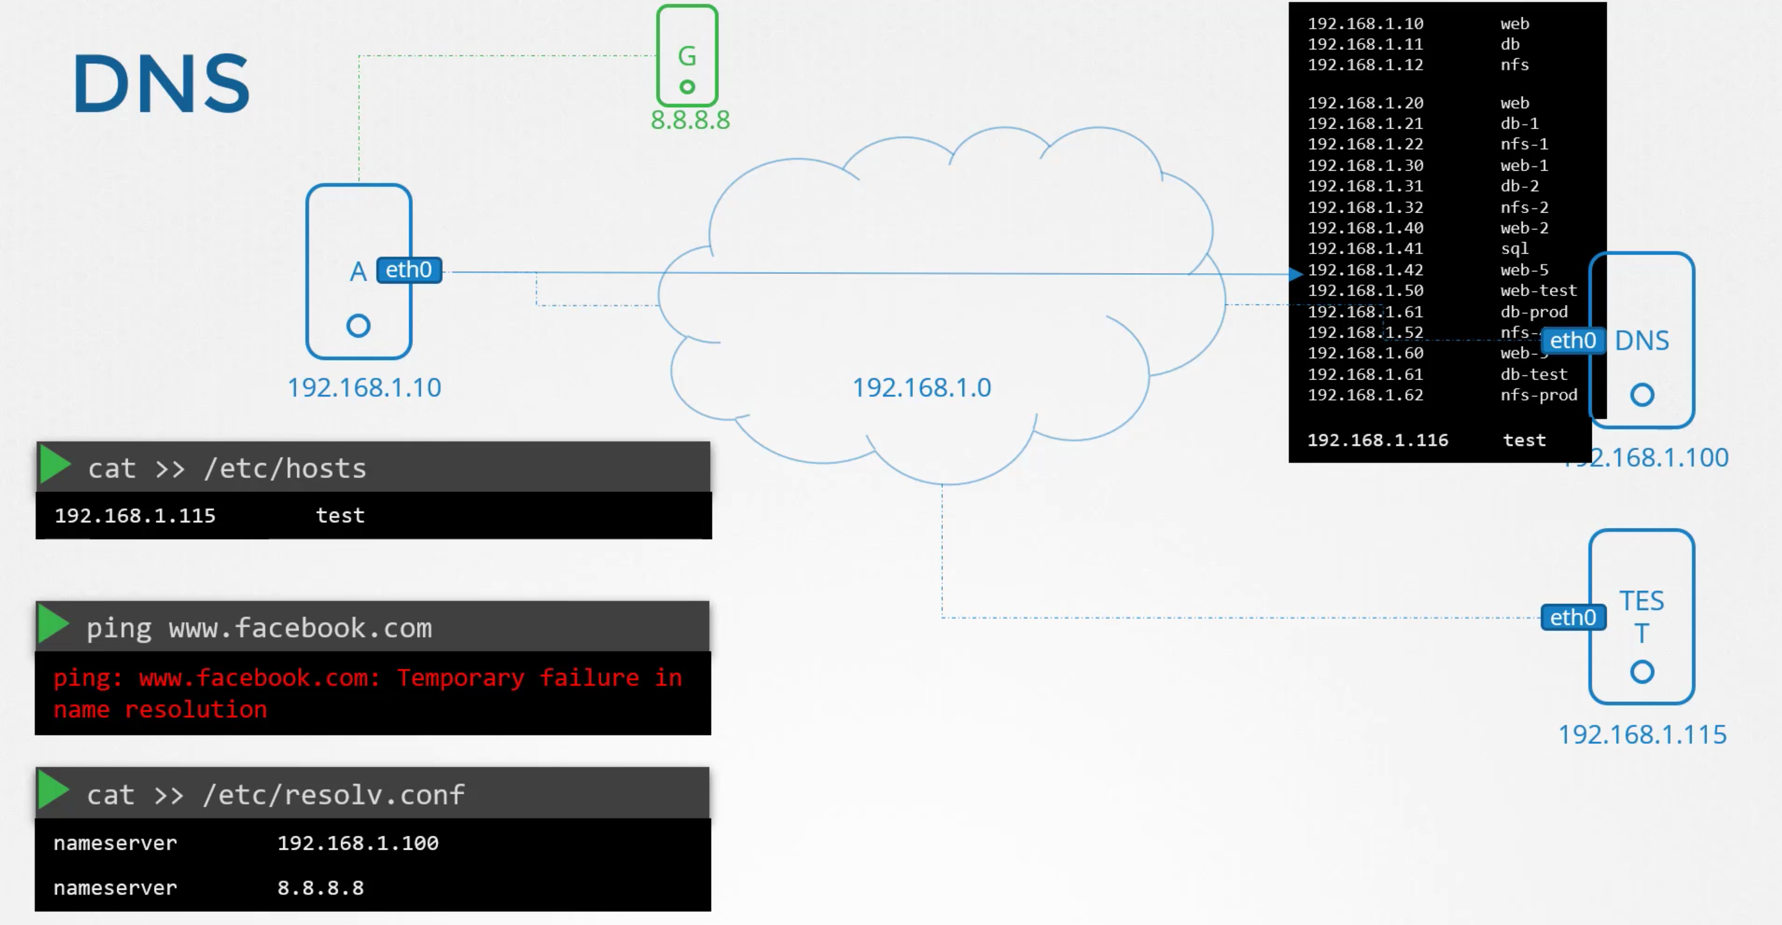 DNS
G
8.8.8.8
A
eth0
192.168.1.10
192.168.1.0
192.168.1.10 web
192.168.1.11 db
192.168.1.12 nfs
192.168.1.20 web
192.168.1.21 db-1
192.168.1.22 nfs-1
192.168.1.30 web-1
192.168.1.31 db-2
192.168.1.32 nfs-2
192.168.1.40 web-2
192.168.1.41 sql
192.168.1.42 web-5
192.168.1.50 web-test
192.168.1.61 db-prod
192.168.1.52
192.168.1.60
192.168.1.61 db-test
192.168.1.62 nfs-prod
192.168.1.116 test
eth0
DNS
2.168.1.100
cat >> /etc/hosts
192.168.1.115 test
ping www.facebook.com
ping: www.facebook.com: Temporary failure in
name resolution
cat >> /etc/resolv.conf
nameserver 192.168.1.100
nameserver 8.8.8.8
eth0
TES
T
192.168.1.115